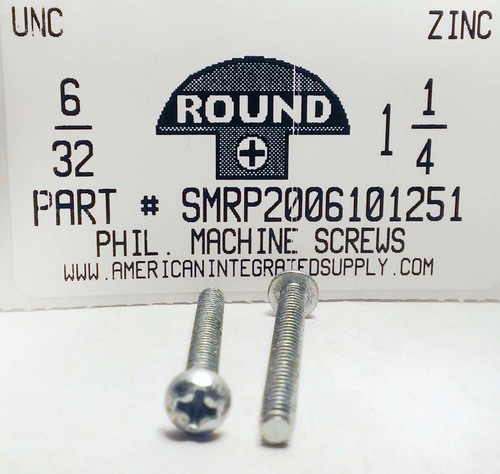 UNC ZINC
6
32
ROUND
1 1
4
PART # SMRP2006101251
PHIL. MACHINE SCREWS
WWW.AMERICANINTEGRATEDSUPPLY.COM